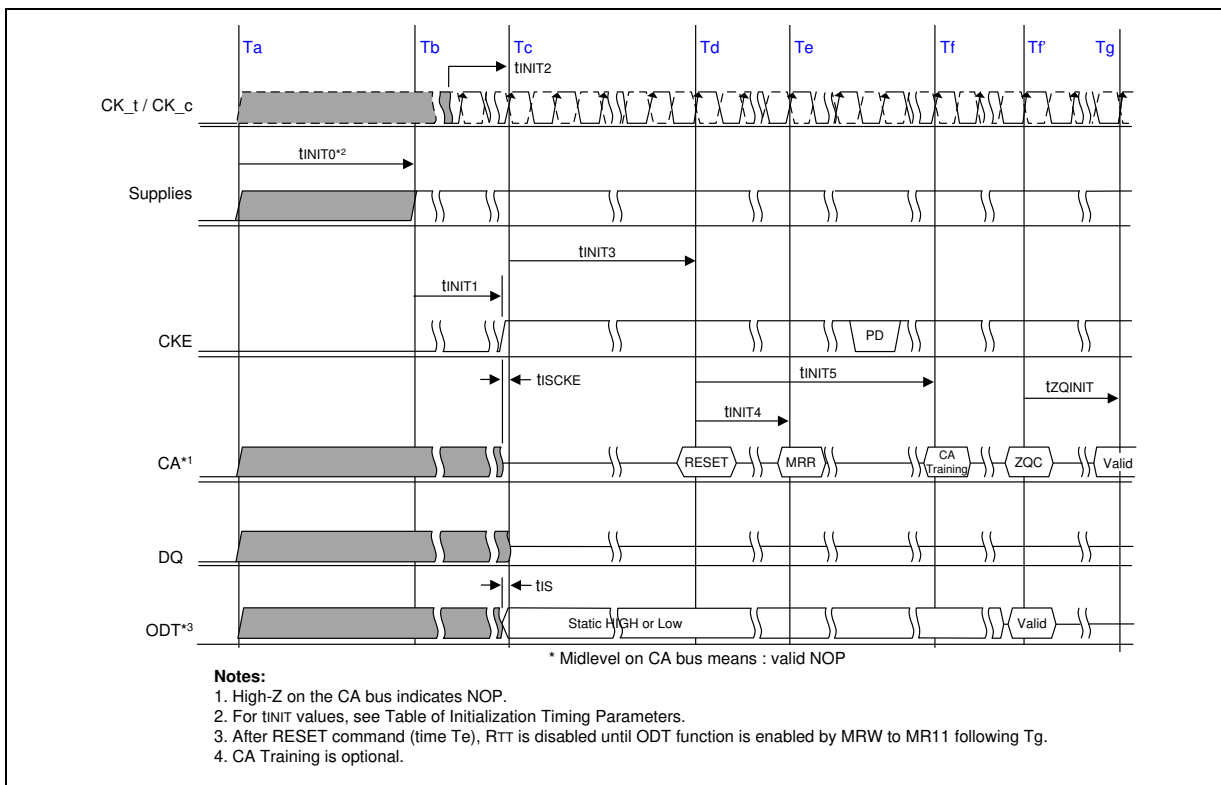 Ta Tb Tc Td Te Tf Tf' Tg
tINIT2
CK_t / CK_c
tINIT0*2
Supplies
tINIT3
tINIT1
CKE
PD
tISCKE
tINIT5
tZQINIT
tINIT4
CA*1
RESET MRR CA Training ZQC Valid
DQ
tIS
ODT*3
Static HIGH or Low
Valid
* Midlevel on CA bus means : valid NOP
Notes:
1. High-Z on the CA bus indicates NOP.
2. For tINIT values, see Table of Initialization Timing Parameters.
3. After RESET command (time Te), RTT is disabled until ODT function is enabled by MRW to MR11 following Tg.
4. CA Training is optional.